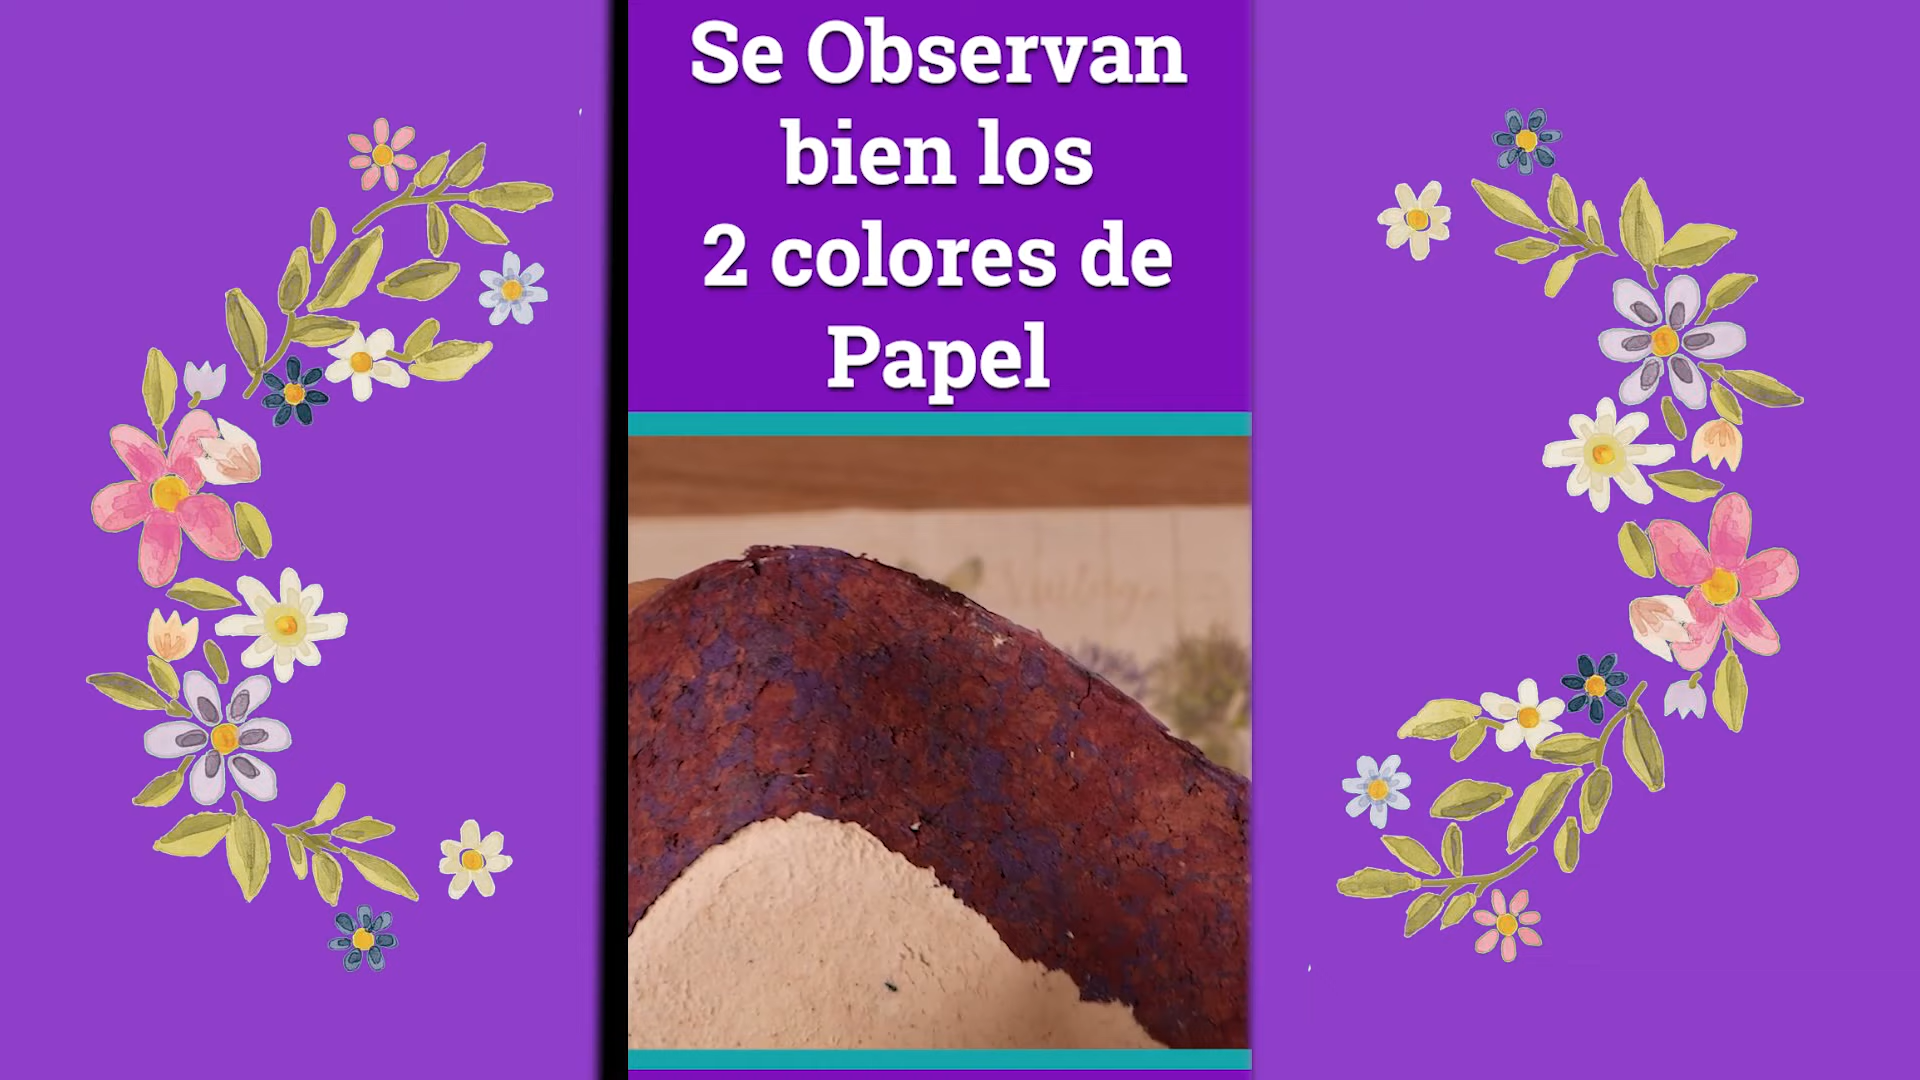 Se Observan
bien los
2 colores de
Papel